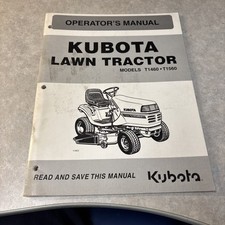 OPERATOR'S MANUAL
KUBOTA
LAWN TRACTOR
MODELS T1460 • T1560
READ AND SAVE THIS MANUAL
Kubota